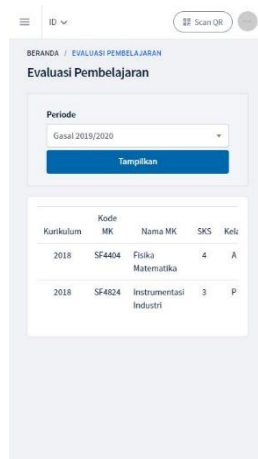 ID
Scan QR
BERANDA / EVALUASI PEMBELAJARAN
Evaluasi Pembelajaran
Periode
Gasal 2019/2020
Tampilkan
Kode
Kurikulum MK Nama MK SKS Kela
2018 SF4404 Fisika 4 A
Matematika
2018 SF4824 Instrumentasi 3 P
Industri